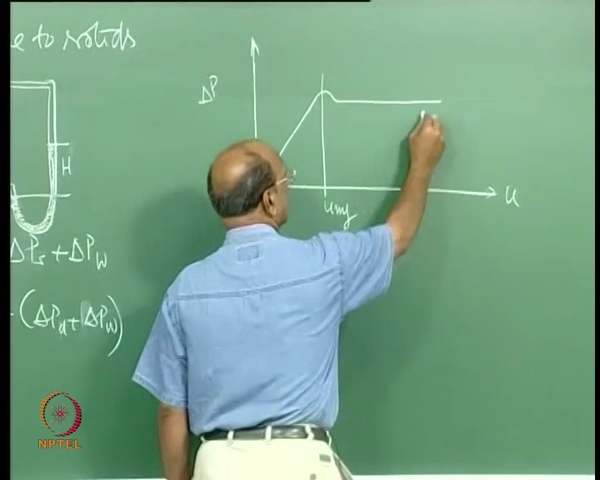 e to solids
ΔP
H
u
umf
ΔPs + ΔPw
(ΔPd + ΔPw)
NPTEL